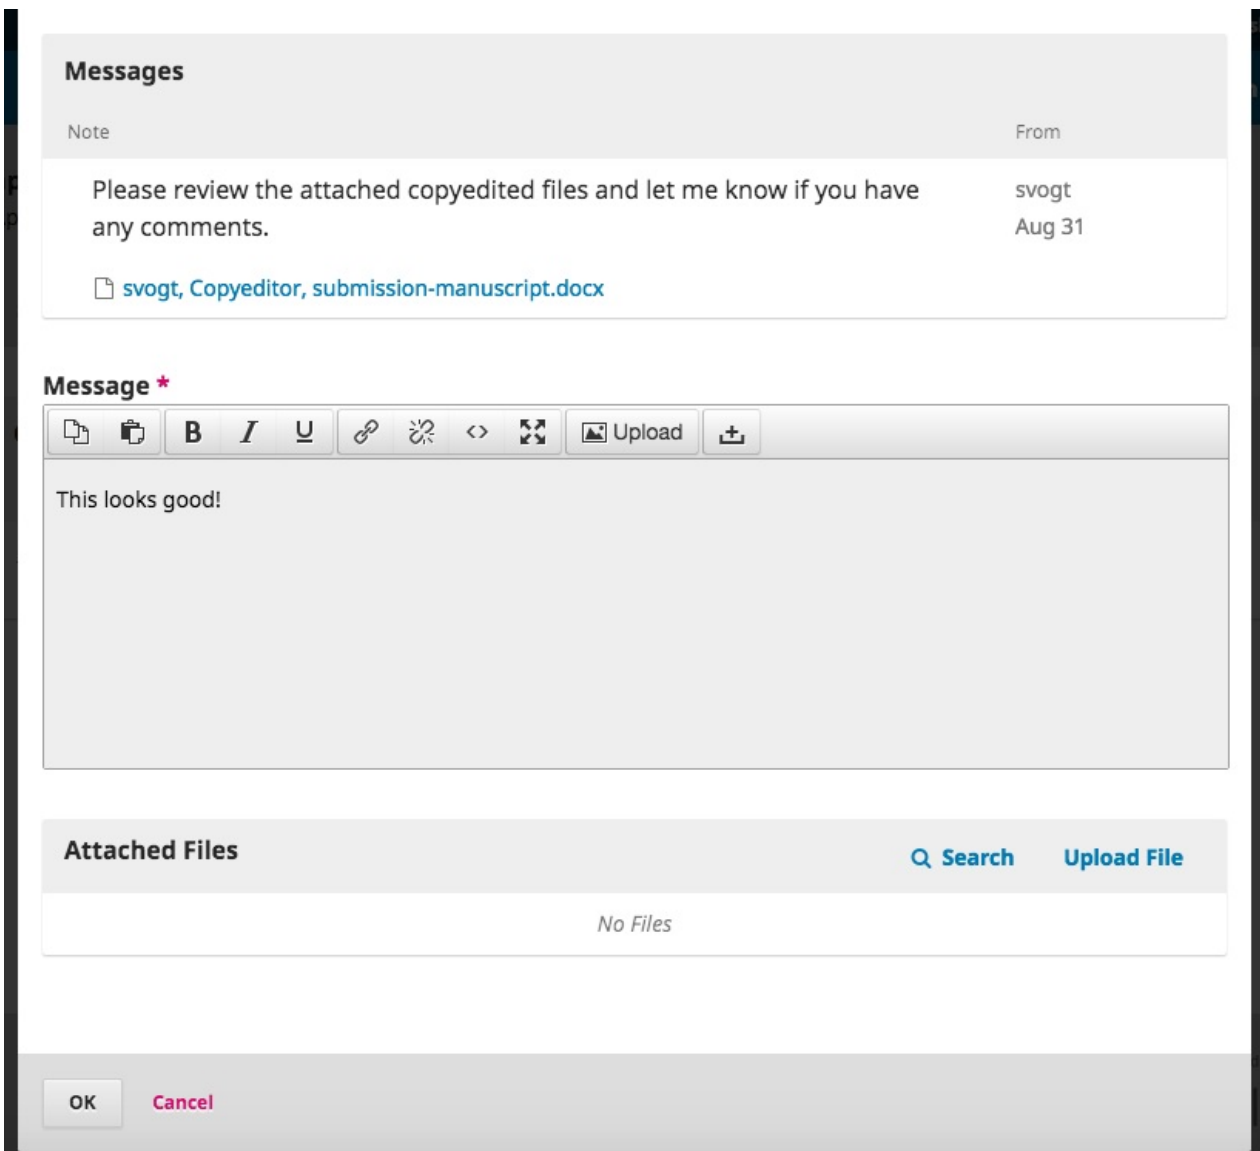 Messages
Note From
Please review the attached copyedited files and let me know if you have svogt
any comments. Aug 31
svogt, Copyeditor, submission-manuscript.docx
Message *
B I U <> Upload
This looks good!
Attached Files Search Upload File
No Files
OK Cancel